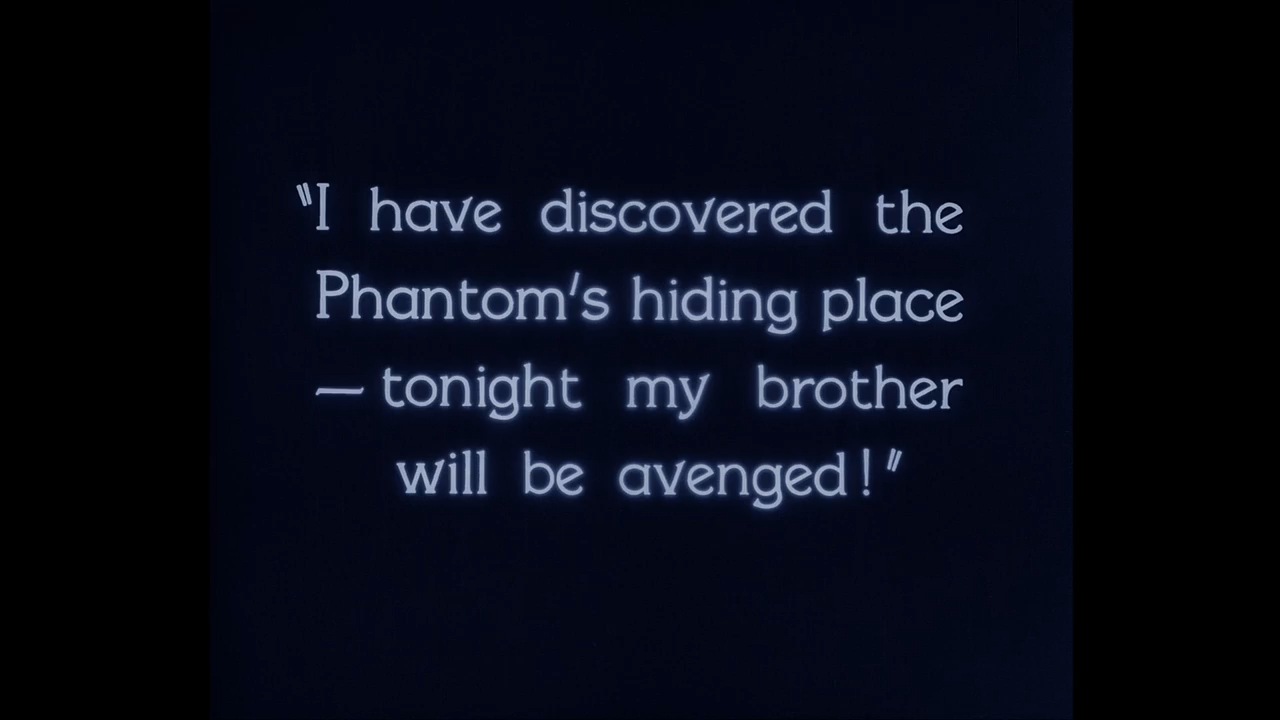 "I have discovered the
Phantom's hiding place
— tonight my brother
will be avenged!"